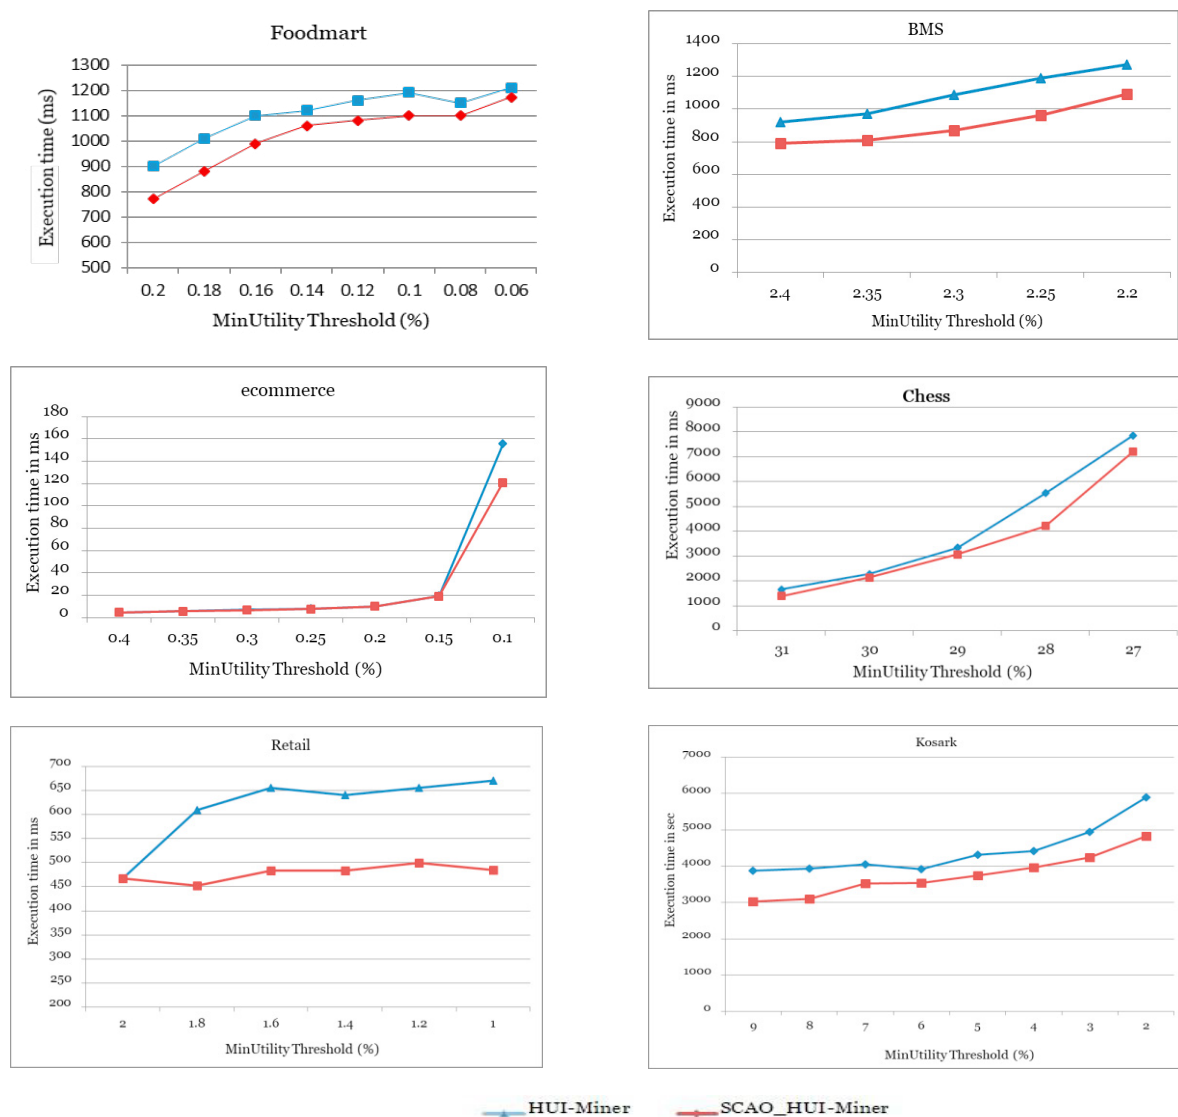 Foodmart
Execution time (ms)
1300
1200
1100
1000
900
800
700
600
500
0.2 0.18 0.16 0.14 0.12 0.1 0.08 0.06
MinUtility Threshold (%)
BMS
Execution time in ms
1400
1200
1000
800
600
400
200
0
2.4 2.35 2.3 2.25 2.2
MinUtility Threshold (%)
ecommerce
Execution time in ms
180
160
140
120
100
80
60
40
20
0
0.4 0.35 0.3 0.25 0.2 0.15 0.1
MinUtility Threshold (%)
Chess
Execution time in ms
9000
8000
7000
6000
5000
4000
3000
2000
1000
0
31 30 29 28 27
MinUtility Threshold (%)
Retail
Execution time in ms
700
650
600
550
500
450
400
350
300
250
200
2 1.8 1.6 1.4 1.2 1
MinUtility Threshold (%)
Kosark
Execution time in sec
7000
6000
5000
4000
3000
2000
1000
0
9 8 7 6 5 4 3 2
MinUtility Threshold (%)
HUI-Miner SCAO_HUI-Miner